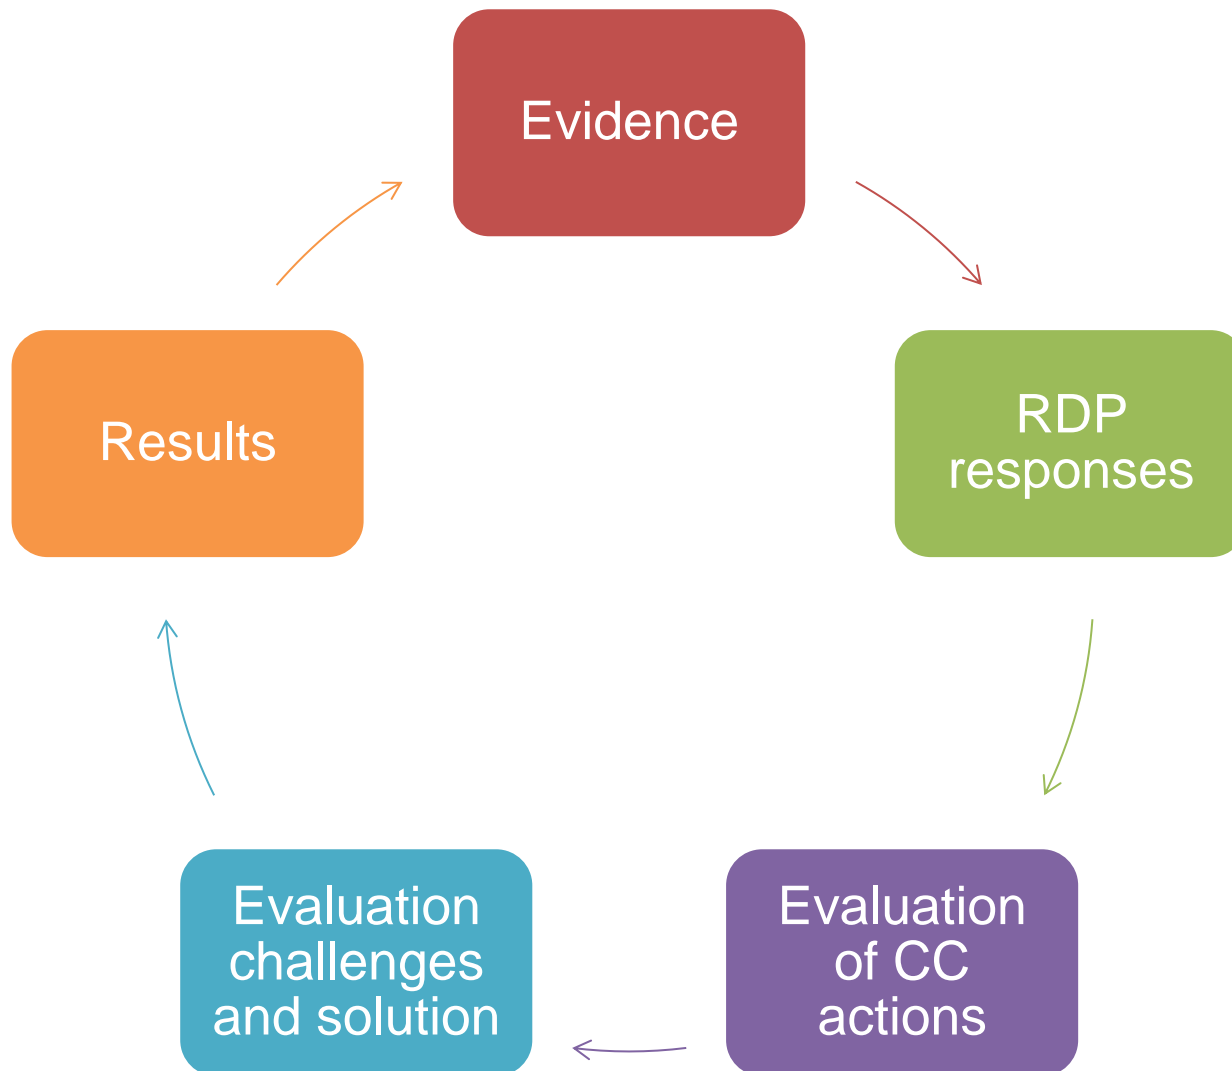 Evidence
RDP
responses
Evaluation
of CC
actions
Evaluation
challenges
and solution
Results